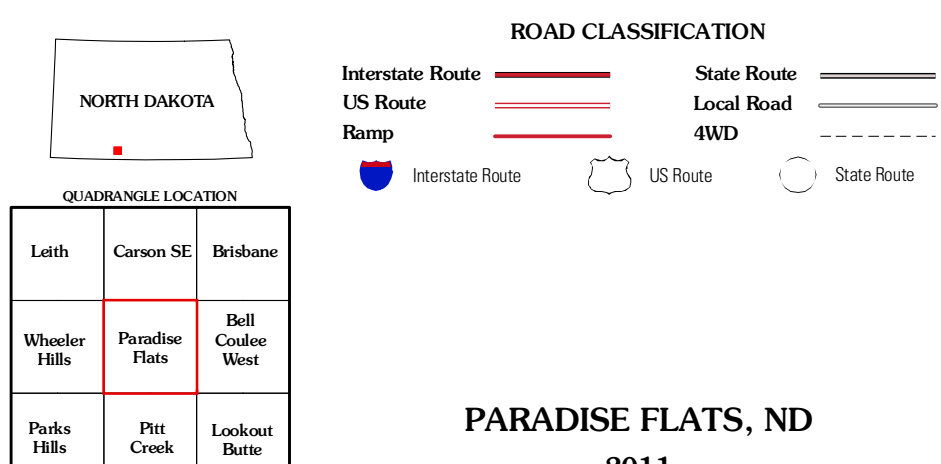 ROAD CLASSIFICATION
Interstate Route
State Route
US Route
Local Road
Ramp
4WD
Interstate Route
US Route
State Route
NORTH DAKOTA
QUADRANGLE LOCATION
Leith
Carson SE
Brisbane
Wheeler
Hills
Paradise
Flats
Bell
Coulee
West
Parks
Hills
Pitt
Creek
Lookout
Butte
PARADISE FLATS, ND
2011